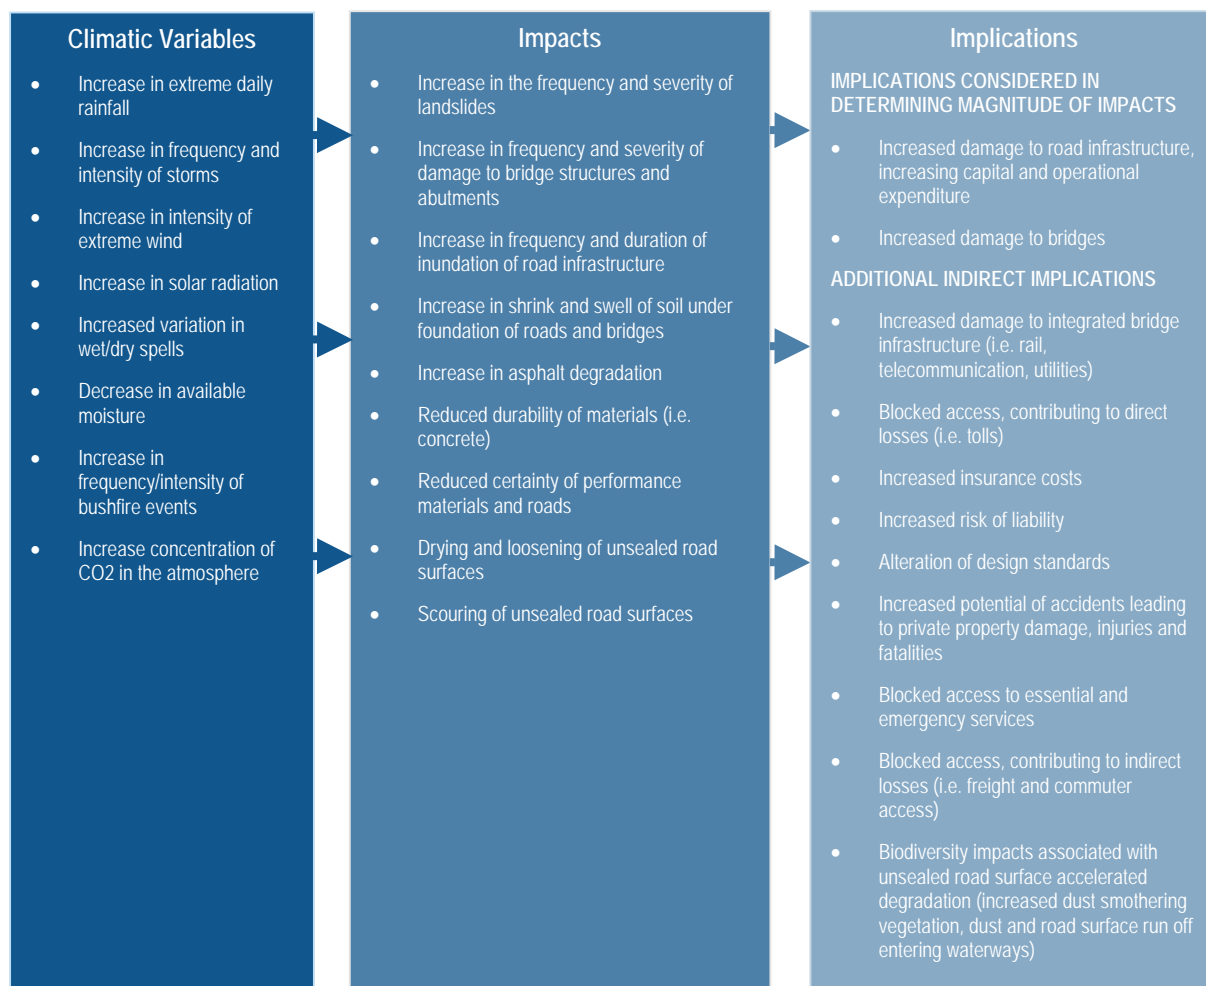 Climatic Variables
• Increase in extreme daily
rainfall
• Increase in frequency and
intensity of storms
• Increase in intensity of
extreme wind
• Increase in solar radiation
• Increased variation in
wet/dry spells
• Decrease in available
moisture
• Increase in
frequency/intensity of
bushfire events
• Increase concentration of
CO2 in the atmosphere
Impacts
• Increase in the frequency and severity of
landslides
• Increase in frequency and severity of
damage to bridge structures and
abutments
• Increase in frequency and duration of
inundation of road infrastructure
• Increase in shrink and swell of soil under
foundation of roads and bridges
• Increase in asphalt degradation
• Reduced durability of materials (i.e.
concrete)
• Reduced certainty of performance
materials and roads
• Drying and loosening of unsealed road
surfaces
• Scouring of unsealed road surfaces
Implications
IMPLICATIONS CONSIDERED IN
DETERMINING MAGNITUDE OF IMPACTS
• Increased damage to road infrastructure,
increasing capital and operational
expenditure
• Increased damage to bridges
ADDITIONAL INDIRECT IMPLICATIONS
• Increased damage to integrated bridge
infrastructure (i.e. rail,
telecommunication, utilities)
• Blocked access, contributing to direct
losses (i.e. tolls)
• Increased insurance costs
• Increased risk of liability
• Alteration of design standards
• Increased potential of accidents leading
to private property damage, injuries and
fatalities
• Blocked access to essential and
emergency services
• Blocked access, contributing to indirect
losses (i.e. freight and commuter
access)
• Biodiversity impacts associated with
unsealed road surface accelerated
degradation (increased dust smothering
vegetation, dust and road surface run off
entering waterways)